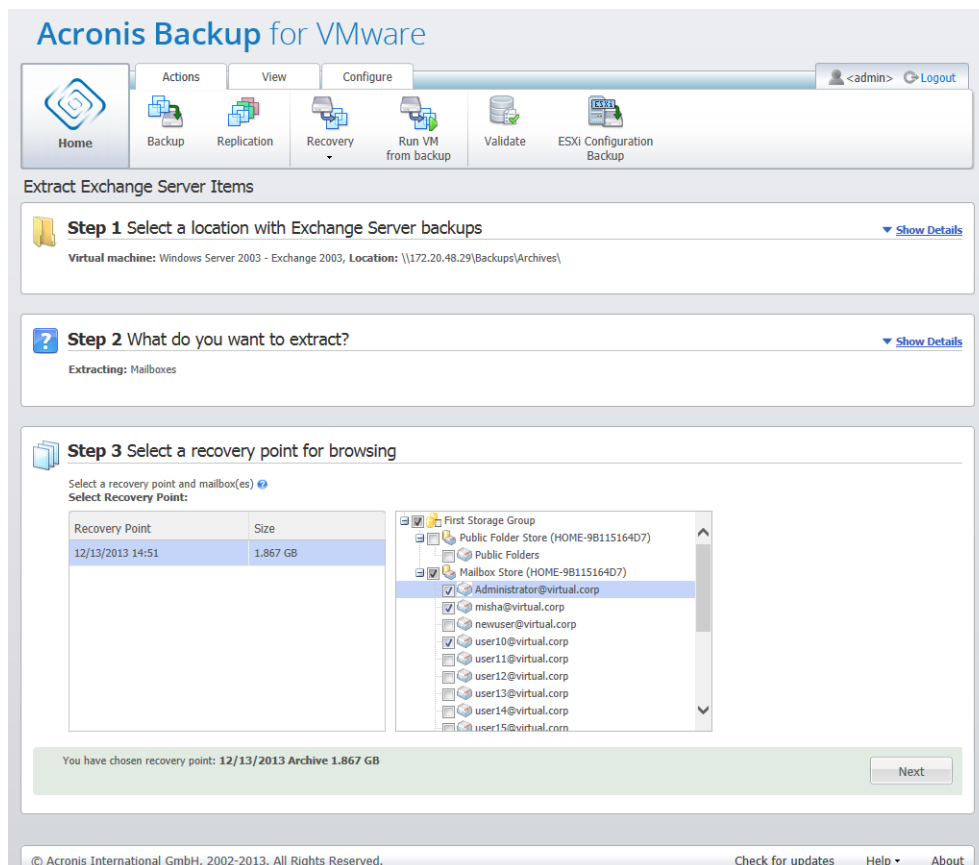 Acronis Backup for VMware
Actions View Configure
<admin> Logout
Home
Backup
Replication
Recovery
Run VM
from backup
Validate
ESXi
ESXi Configuration
Backup
Extract Exchange Server Items
Step 1 Select a location with Exchange Server backups
Show Details
Virtual machine: Windows Server 2003 - Exchange 2003, Location: \\172.20.48.29\Backups\Archives\
?
Step 2 What do you want to extract?
Show Details
Extracting: Mailboxes
Step 3 Select a recovery point for browsing
Select a recovery point and mailbox(es) ?
Select Recovery Point:
Recovery Point Size
12/13/2013 14:51 1.867 GB
First Storage Group
Public Folder Store (HOME-9B115164D7)
Public Folders
Mailbox Store (HOME-9B115164D7)
Administrator@virtual.corp
misha@virtual.corp
newuser@virtual.corp
user10@virtual.corp
user11@virtual.corp
user12@virtual.corp
user13@virtual.corp
user14@virtual.corp
user15@virtual.corp
You have chosen recovery point: 12/13/2013 Archive 1.867 GB
Next
© Acronis International GmbH, 2002-2013. All Rights Reserved.
Check for updates Help About